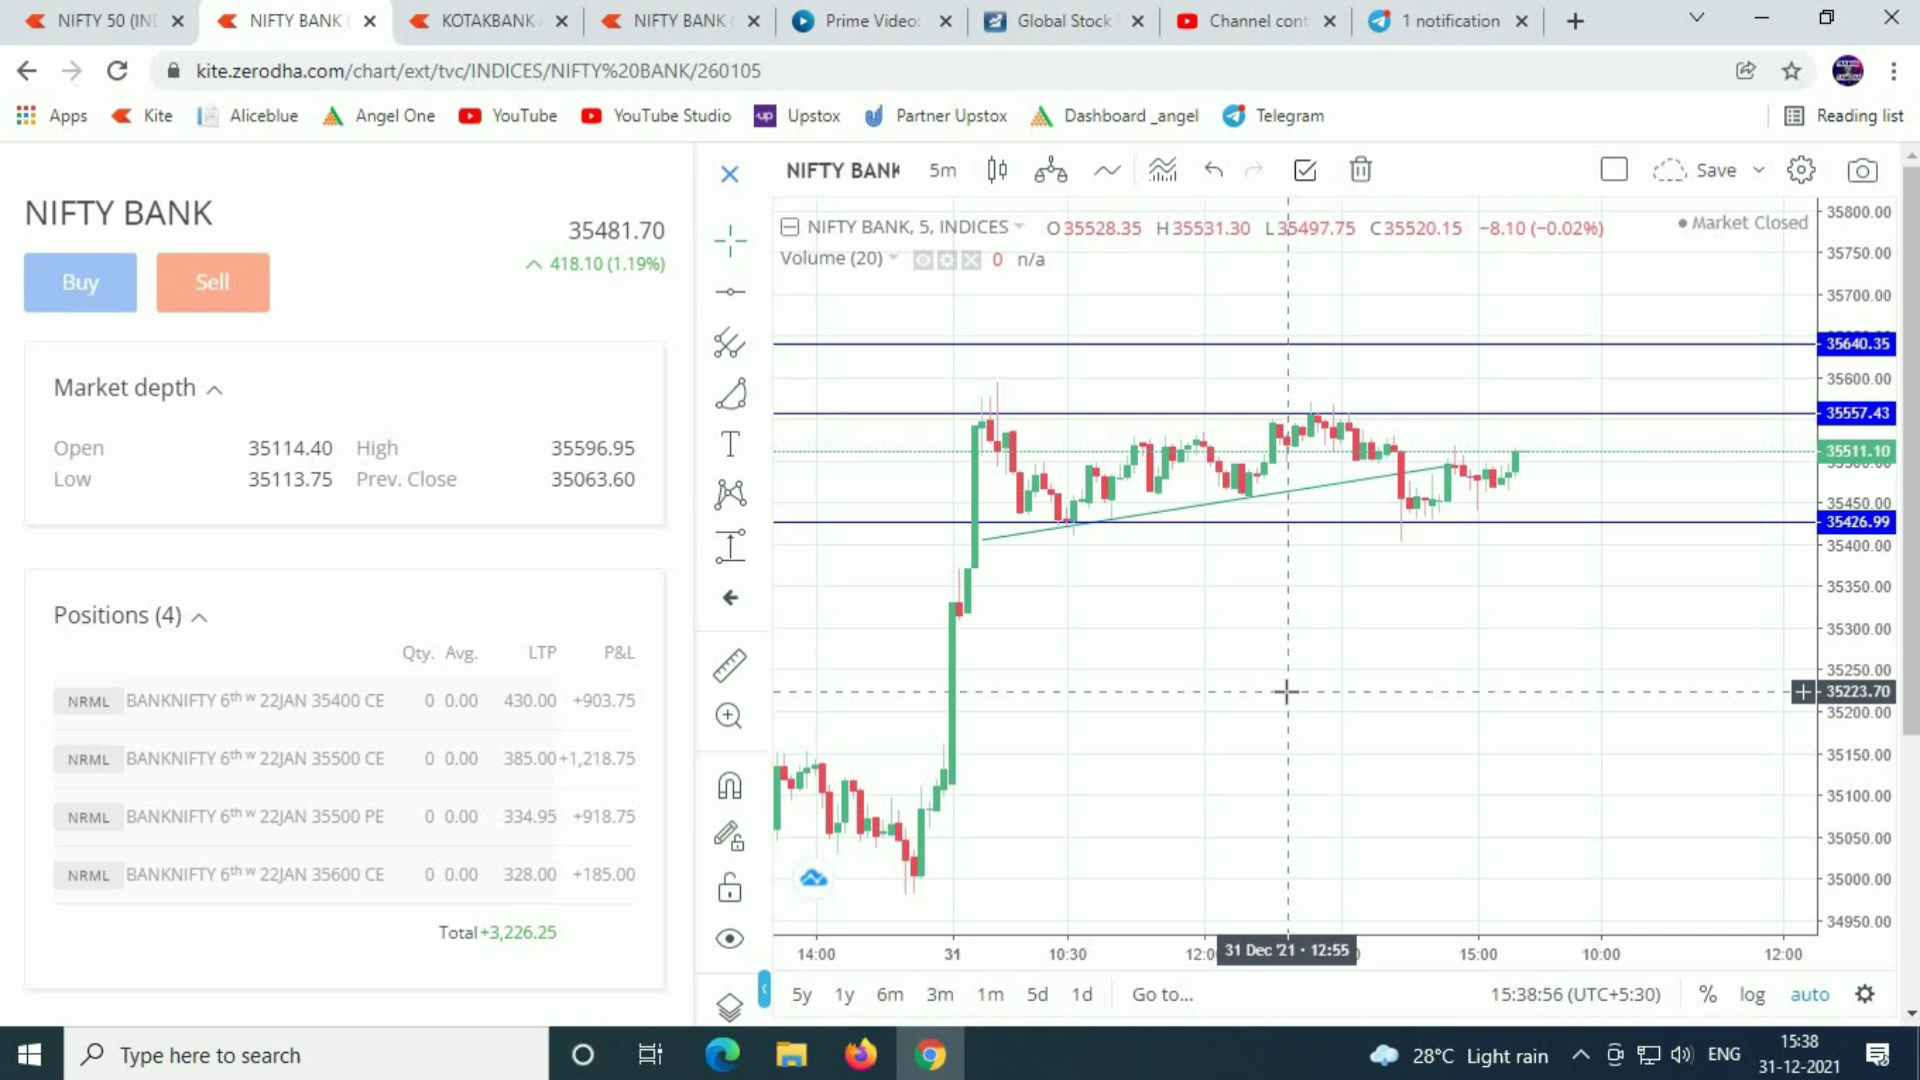 NIFTY 50 (INI
NIFTY BANK (
KOTAKBANK
NIFTY BANK (
Prime Video:
Global Stock
Channel cont
1 notification
kite.zerodha.com/chart/ext/tvc/INDICES/NIFTY%20BANK/260105
Apps
Kite
Aliceblue
Angel One
YouTube
YouTube Studio
up Upstox
Partner Upstox
Dashboard _angel
Telegram
Reading list
NIFTY BANK
35481.70
418.10 (1.19%)
Buy
Sell
Market depth
Open 35114.40 High 35596.95
Low 35113.75 Prev. Close 35063.60
Positions (4)
Qty. Avg. LTP P&L
NRML BANKNIFTY 6th w 22JAN 35400 CE 0 0.00 430.00 +903.75
NRML BANKNIFTY 6th w 22JAN 35500 CE 0 0.00 385.00 +1,218.75
NRML BANKNIFTY 6th w 22JAN 35500 PE 0 0.00 334.95 +918.75
NRML BANKNIFTY 6th w 22JAN 35600 CE 0 0.00 328.00 +185.00
Total +3,226.25
NIFTY BANK 5m Save
NIFTY BANK, 5, INDICES O35528.35 H35531.30 L35497.75 C35520.15 −8.10 (−0.02%)
Market Closed
Volume (20) 0 n/a
35800.00
35750.00
35700.00
35640.35
35600.00
35557.43
35511.10
35500.00
35450.00
35426.99
35400.00
35350.00
35300.00
35250.00
35223.70
35200.00
35150.00
35100.00
35050.00
35000.00
34950.00
14:00 31 10:30 12:0 31 Dec '21 · 12:55 15:00 10:00 12:00
5y 1y 6m 3m 1m 5d 1d Go to...
15:38:56 (UTC+5:30) % log auto
T
Type here to search
28°C Light rain
ENG
15:38
31-12-2021